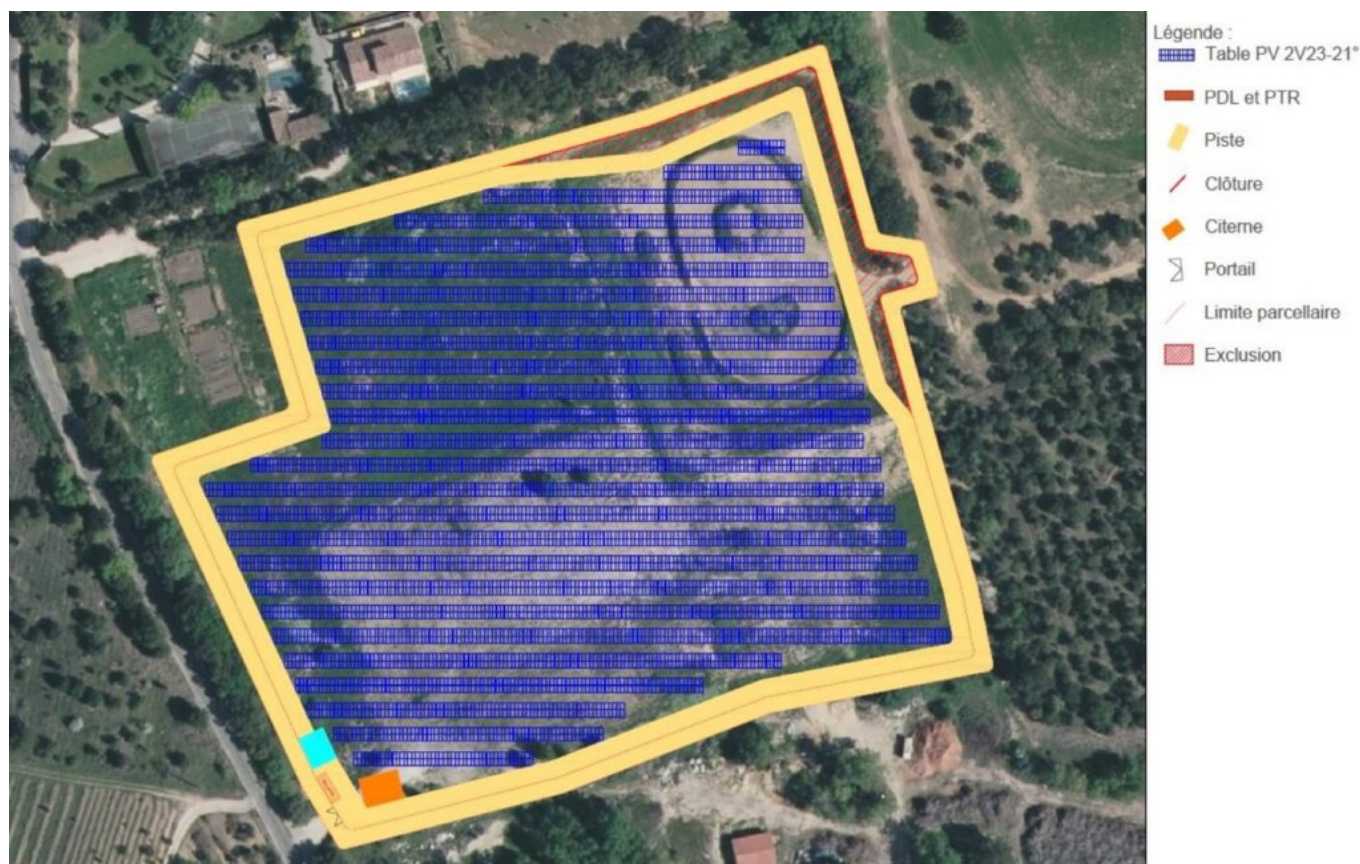 Légende :
Table PV 2V23-21°
PDL et PTR
Piste
Clôture
Citerne
Portail
Limite parcellaire
Exclusion